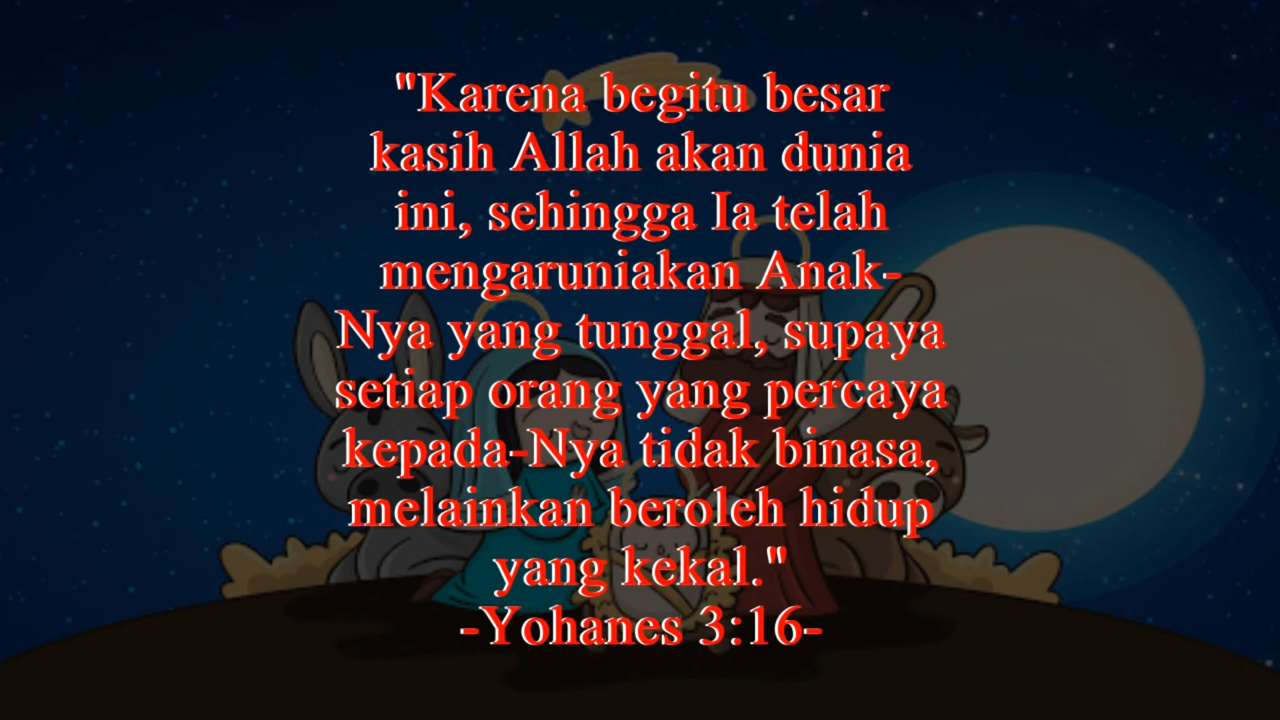 "Karena begitu besar
kasih Allah akan dunia
ini, sehingga Ia telah
mengaruniakan Anak-
Nya yang tunggal, supaya
setiap orang yang percaya
kepada-Nya tidak binasa,
melainkan beroleh hidup
yang kekal."
-Yohanes 3:16-